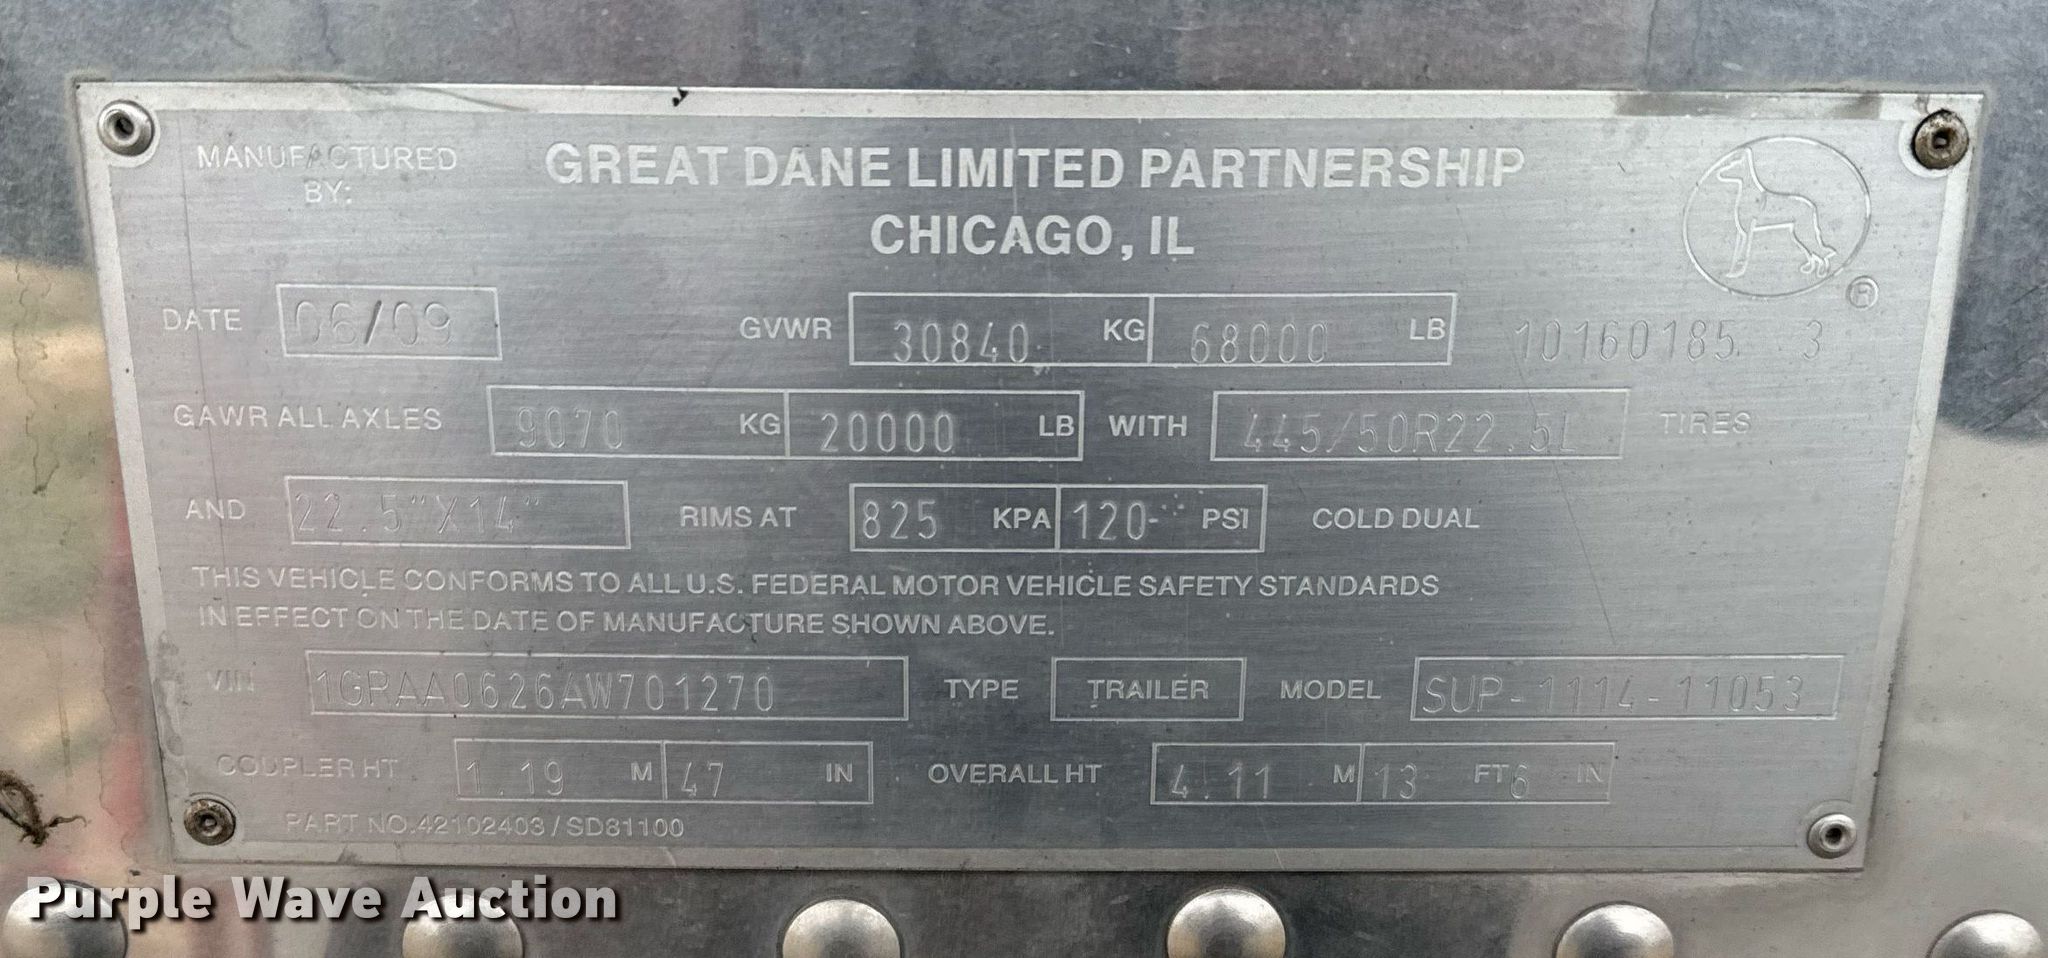 MANUFACTURED BY: GREAT DANE LIMITED PARTNERSHIP
CHICAGO, IL
®
DATE 06/09 GVWR 30840 KG 68000 LB 10160185 3
GAWR ALL AXLES 9070 KG 20000 LB WITH 445/50R22.5L TIRES
AND 22.5"X14" RIMS AT 825 KPA 120 PSI COLD DUAL
THIS VEHICLE CONFORMS TO ALL U.S. FEDERAL MOTOR VEHICLE SAFETY STANDARDS
IN EFFECT ON THE DATE OF MANUFACTURE SHOWN ABOVE.
VIN 1GRAA0626AW701270 TYPE TRAILER MODEL SUP-1114-11053
COUPLER HT 1.19 M 47 IN OVERALL HT 4.11 M 13 FT 6 IN
PART NO.42102403/SD81100
Purple Wave Auction